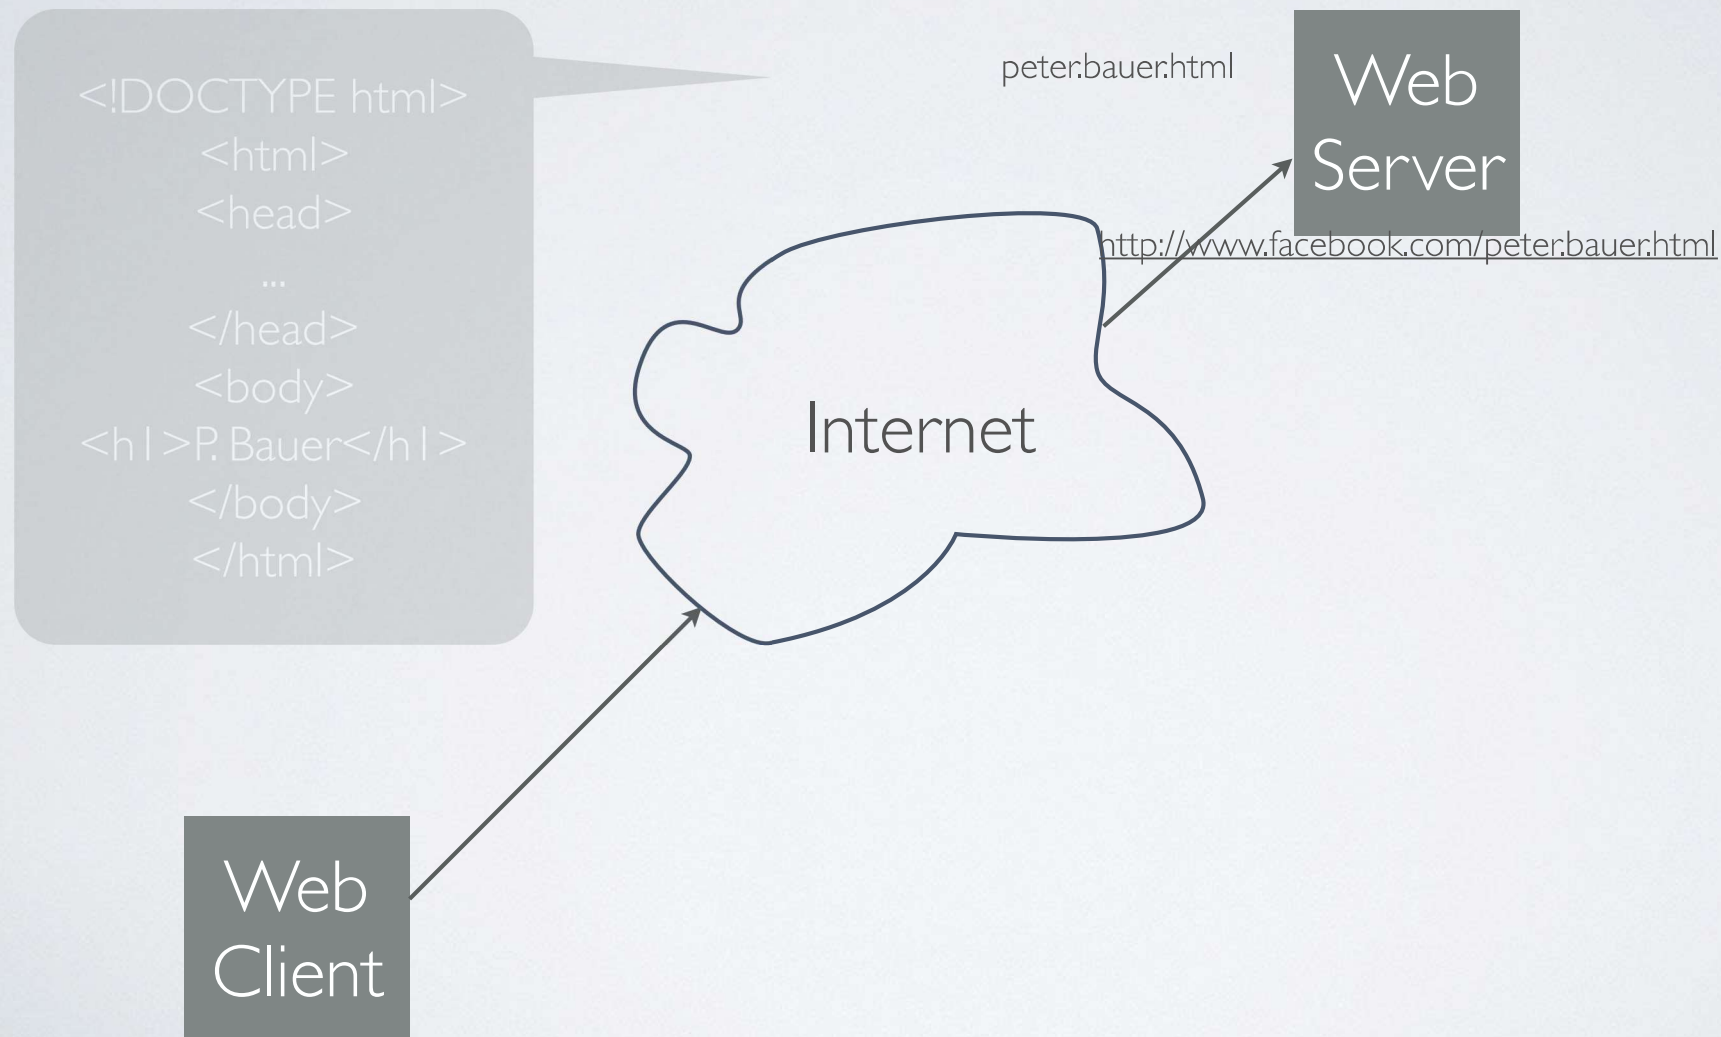 <!DOCTYPE html>
<html>
<head>
...
</head>
<body>
<h1>P. Bauer</h1>
</body>
</html>
peter.bauer.html
Web
Server
http://www.facebook.com/peter.bauer.html
Internet
Web
Client